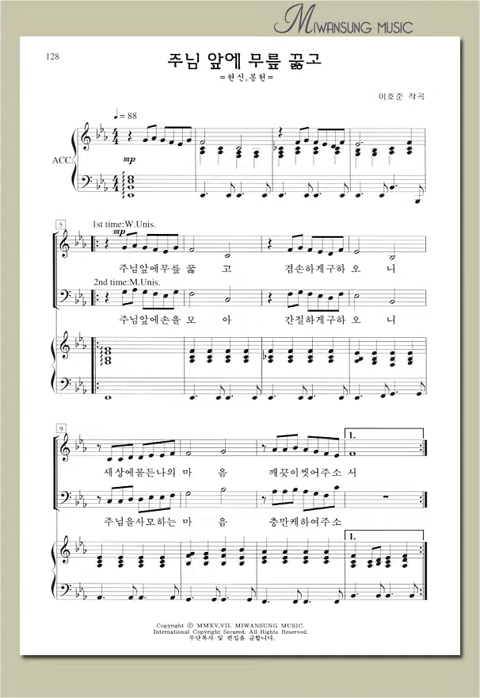 MIWANSUNG MUSIC
128
주님 앞에 무릎 꿇고
=헌신,봉헌=
이호준 작곡
♩= 88
ACC.
mp
5
1st time:W.Unis.
mp
주님앞에무릎 꿇 고 겸손하게구하 오 니
2nd time:M.Unis.
주님앞에손을 모 아 간절하게구하 오 니
9
1.
세상에물든나의 마 음 깨끗이씻어주소 서
주님을사모하는 마 음 충만케하여주소
1.
Copyright ⓒ MMXV.VII. MIWANSUNG MUSIC.
International Copyright Secured. All Rights Reserved.
무단복사 및 편집을 금합니다.